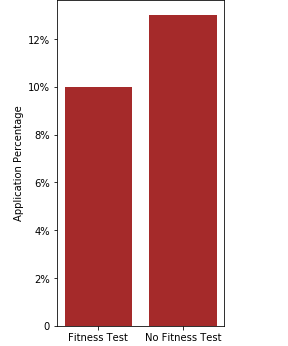 12%
10%
8%
6%
4%
2%
0
Application Percentage
Fitness Test
No Fitness Test